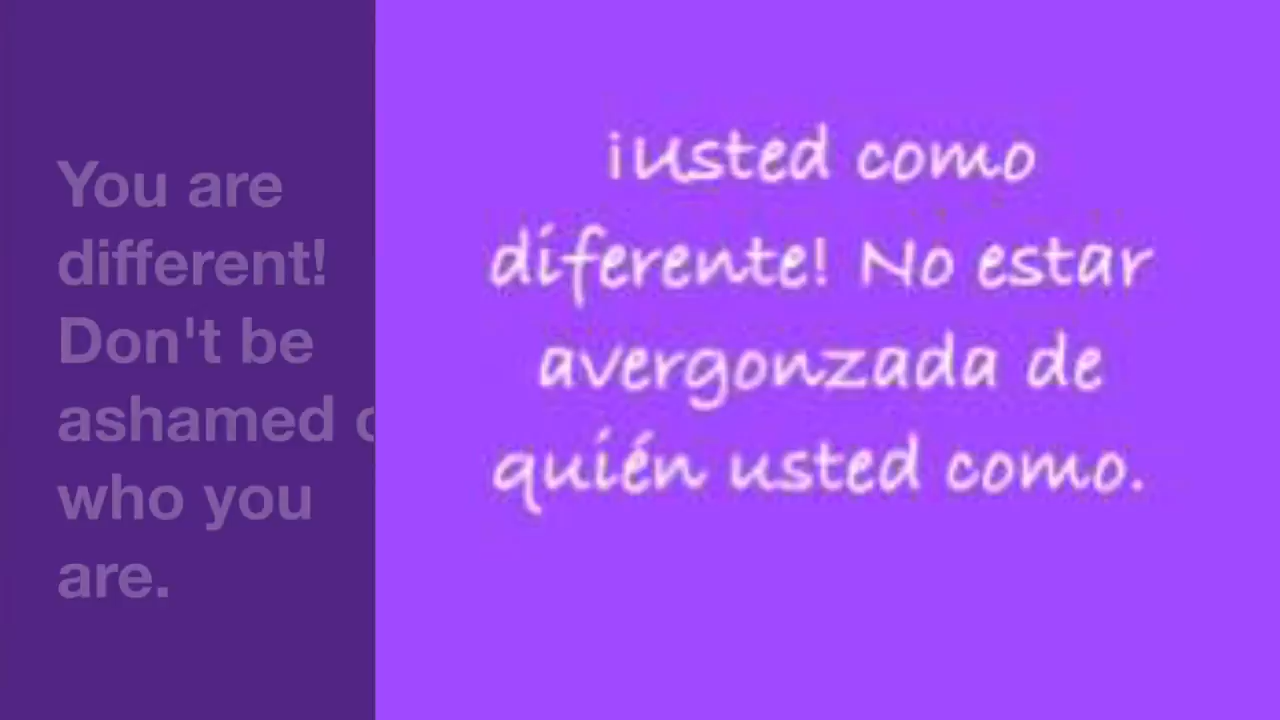 You are
different!
Don't be
ashamed
who you
are.
¡Usted como
diferente! No estar
avergonzada de
quién usted como.